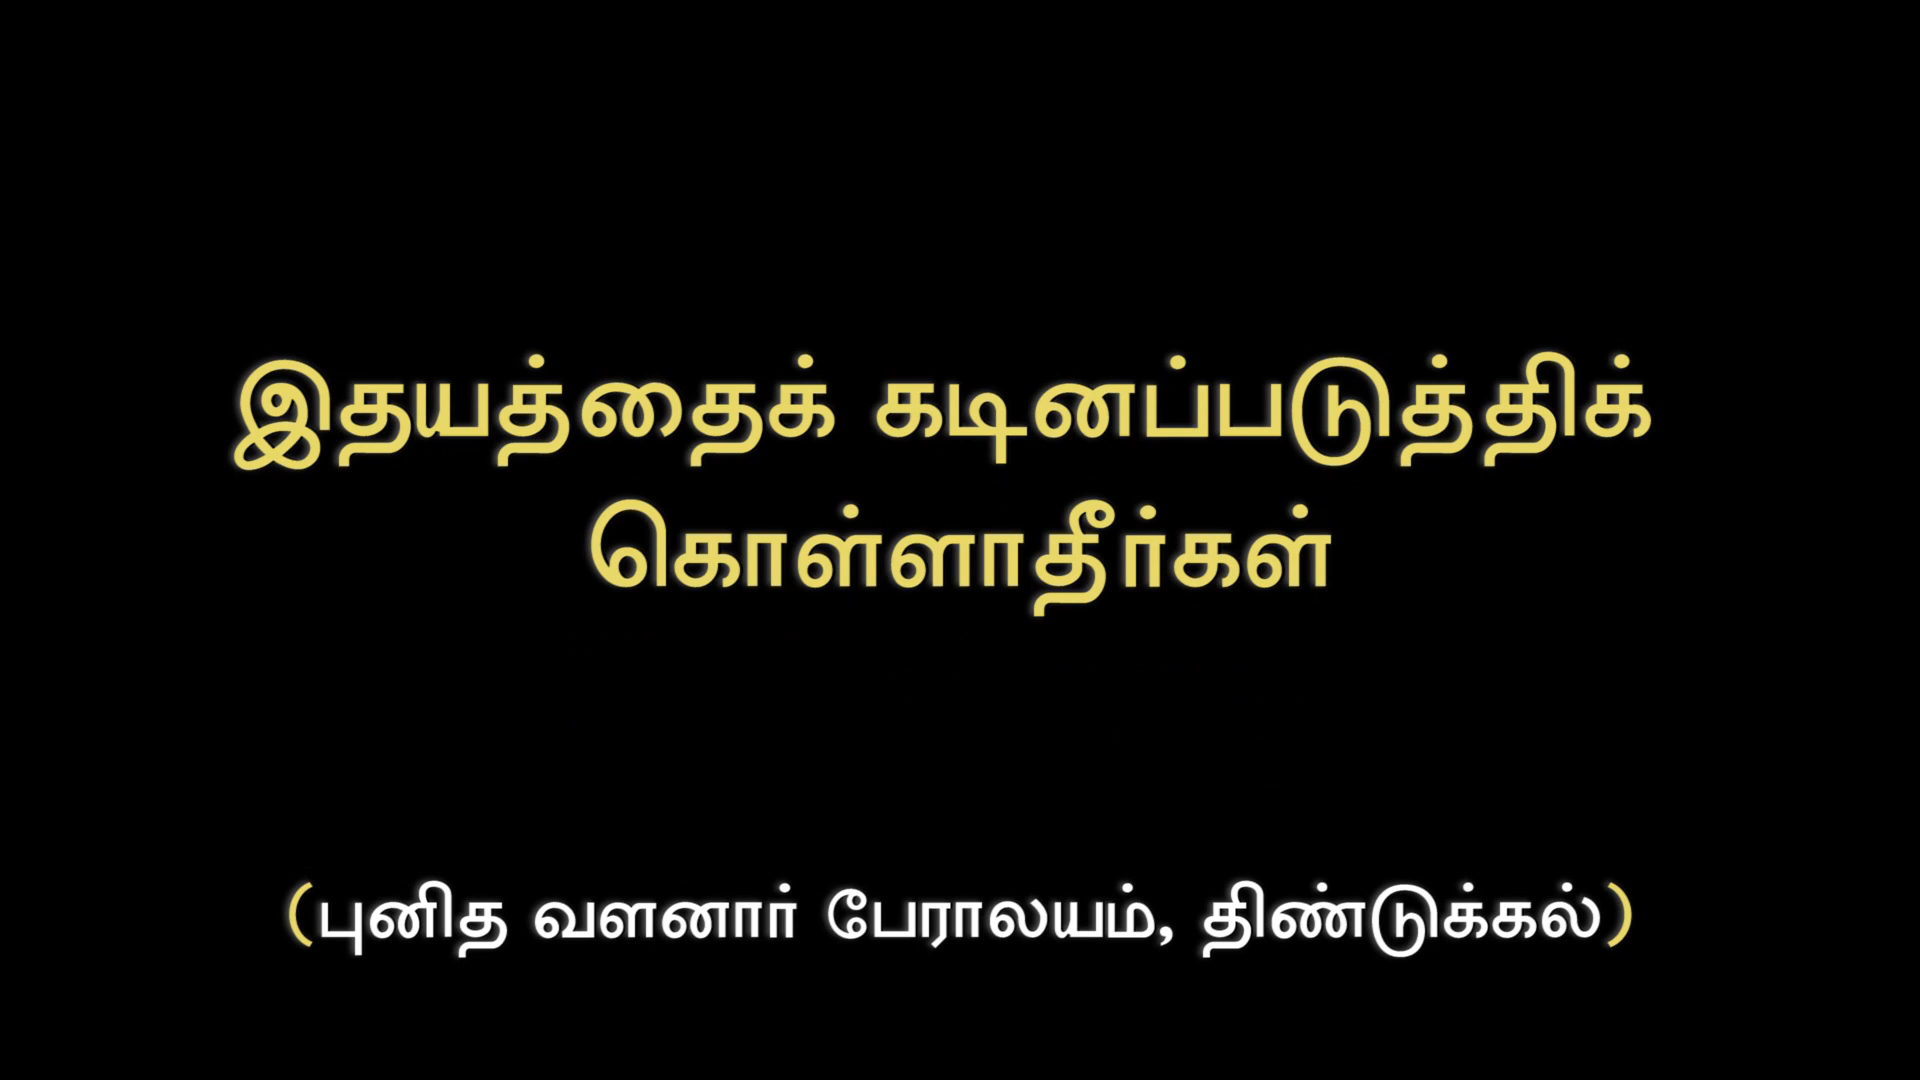 இதயத்தைக் கடினப்படுத்திக்
கொள்ளாதீர்கள்
(புனித வளனார் பேராலயம், திண்டுக்கல்)